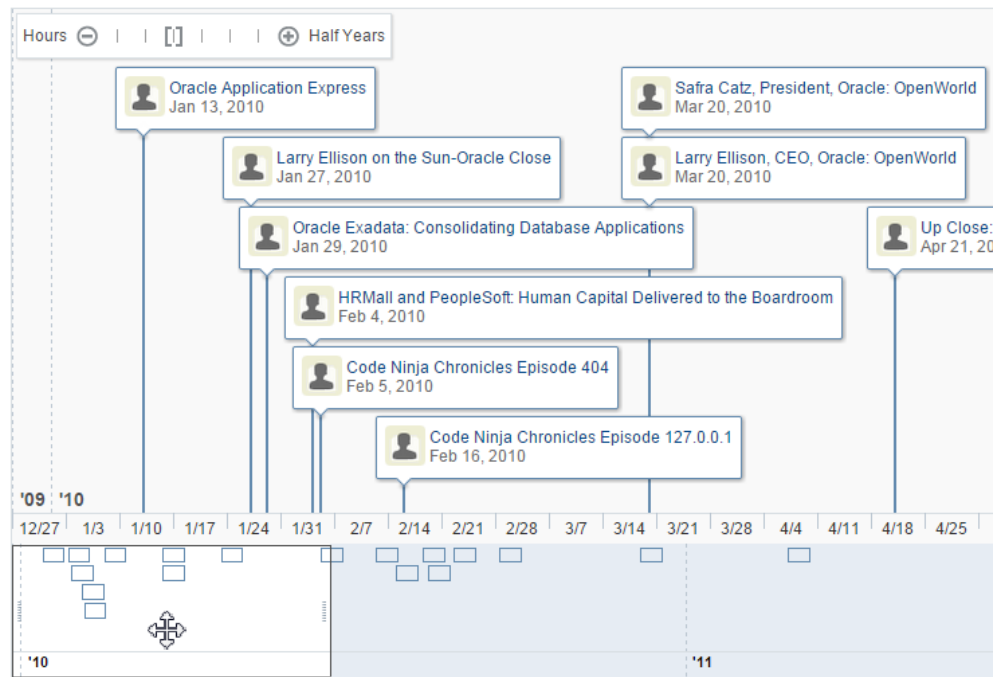 Hours
Half Years
Oracle Application Express
Jan 13, 2010
Safra Catz, President, Oracle: OpenWorld
Mar 20, 2010
Larry Ellison on the Sun-Oracle Close
Jan 27, 2010
Larry Ellison, CEO, Oracle: OpenWorld
Mar 20, 2010
Oracle Exadata: Consolidating Database Applications
Jan 29, 2010
Up Close:
Apr 21, 20
HRMall and PeopleSoft: Human Capital Delivered to the Boardroom
Feb 4, 2010
Code Ninja Chronicles Episode 404
Feb 5, 2010
Code Ninja Chronicles Episode 127.0.0.1
Feb 16, 2010
'09 '10
12/27 1/3 1/10 1/17 1/24 1/31 2/7 2/14 2/21 2/28 3/7 3/14 3/21 3/28 4/4 4/11 4/18 4/25
'10 '11